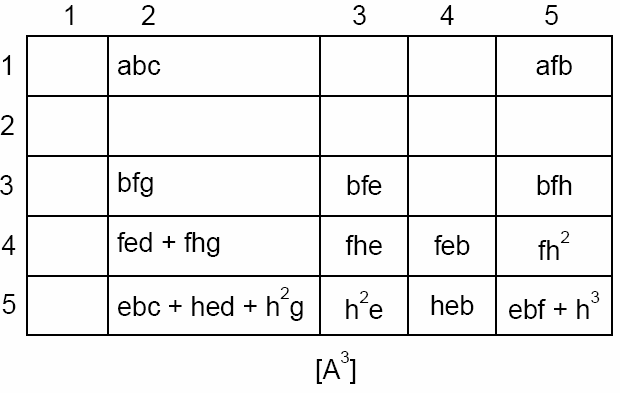 1 2 3 4 5
1 abc afb
2
3 bfg bfe bfh
4 fed + fhg fhe feb fh²
5 ebc + hed + h²g h²e heb ebf + h³
[A³]